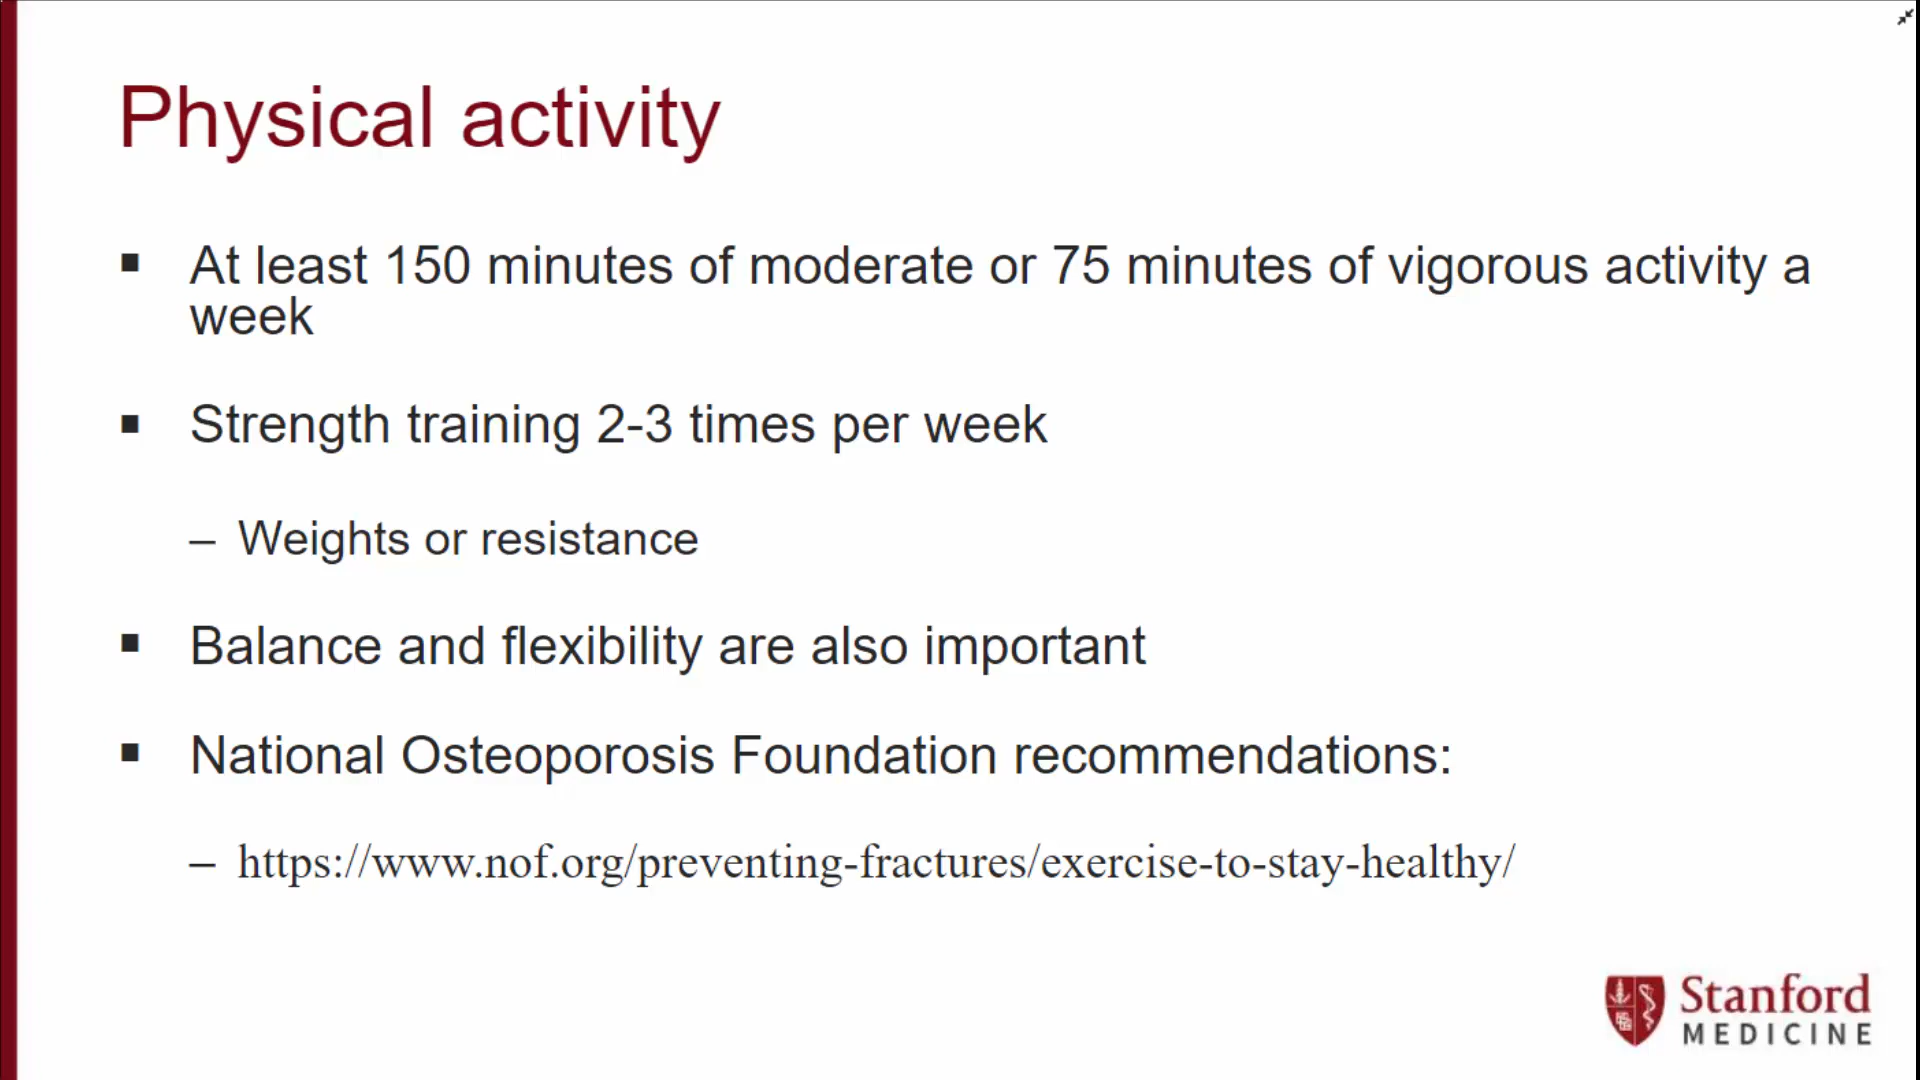 Physical activity
▪ At least 150 minutes of moderate or 75 minutes of vigorous activity a
week
▪ Strength training 2-3 times per week
– Weights or resistance
▪ Balance and flexibility are also important
▪ National Osteoporosis Foundation recommendations:
– https://www.nof.org/preventing-fractures/exercise-to-stay-healthy/
Stanford
MEDICINE